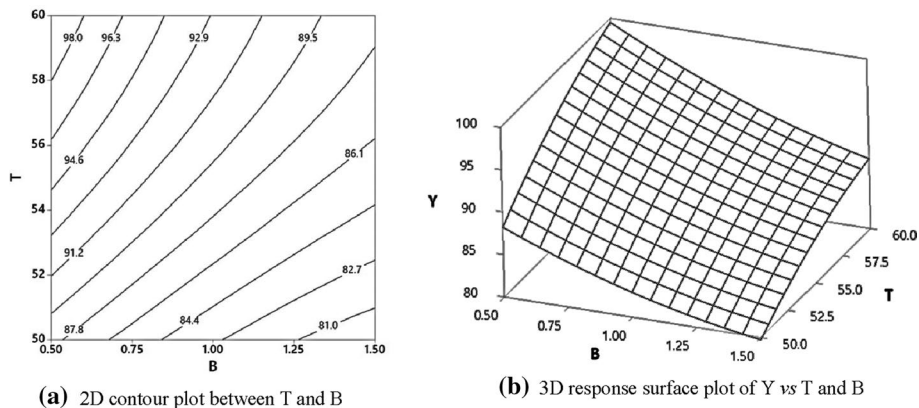 60
98.0 96.3 92.9 89.5
58
56
94.6 86.1
T
54
91.2
52
82.7
87.8 84.4 81.0
50
0.50 0.75 1.00 1.25 1.50
B
(a) 2D contour plot between T and B
100
95
Y
90
85
80
0.50
0.75
1.00
1.25
1.50
B
60.0
57.5
55.0
T
52.5
50.0
(b) 3D response surface plot of Y vs T and B